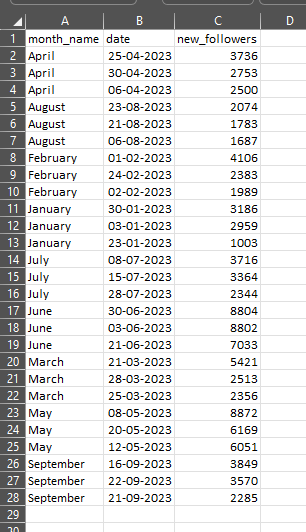 A B C D
1 month_name date new_followers
2 April 25-04-2023 3736
3 April 30-04-2023 2753
4 April 06-04-2023 2500
5 August 23-08-2023 2074
6 August 21-08-2023 1783
7 August 06-08-2023 1687
8 February 01-02-2023 4106
9 February 24-02-2023 2383
10 February 02-02-2023 1989
11 January 30-01-2023 3186
12 January 03-01-2023 2959
13 January 23-01-2023 1003
14 July 08-07-2023 3716
15 July 15-07-2023 3364
16 July 28-07-2023 2344
17 June 30-06-2023 8804
18 June 03-06-2023 8802
19 June 21-06-2023 7033
20 March 21-03-2023 5421
21 March 28-03-2023 2513
22 March 25-03-2023 2356
23 May 08-05-2023 8872
24 May 20-05-2023 6169
25 May 12-05-2023 6051
26 September 16-09-2023 3849
27 September 22-09-2023 3570
28 September 21-09-2023 2285
29